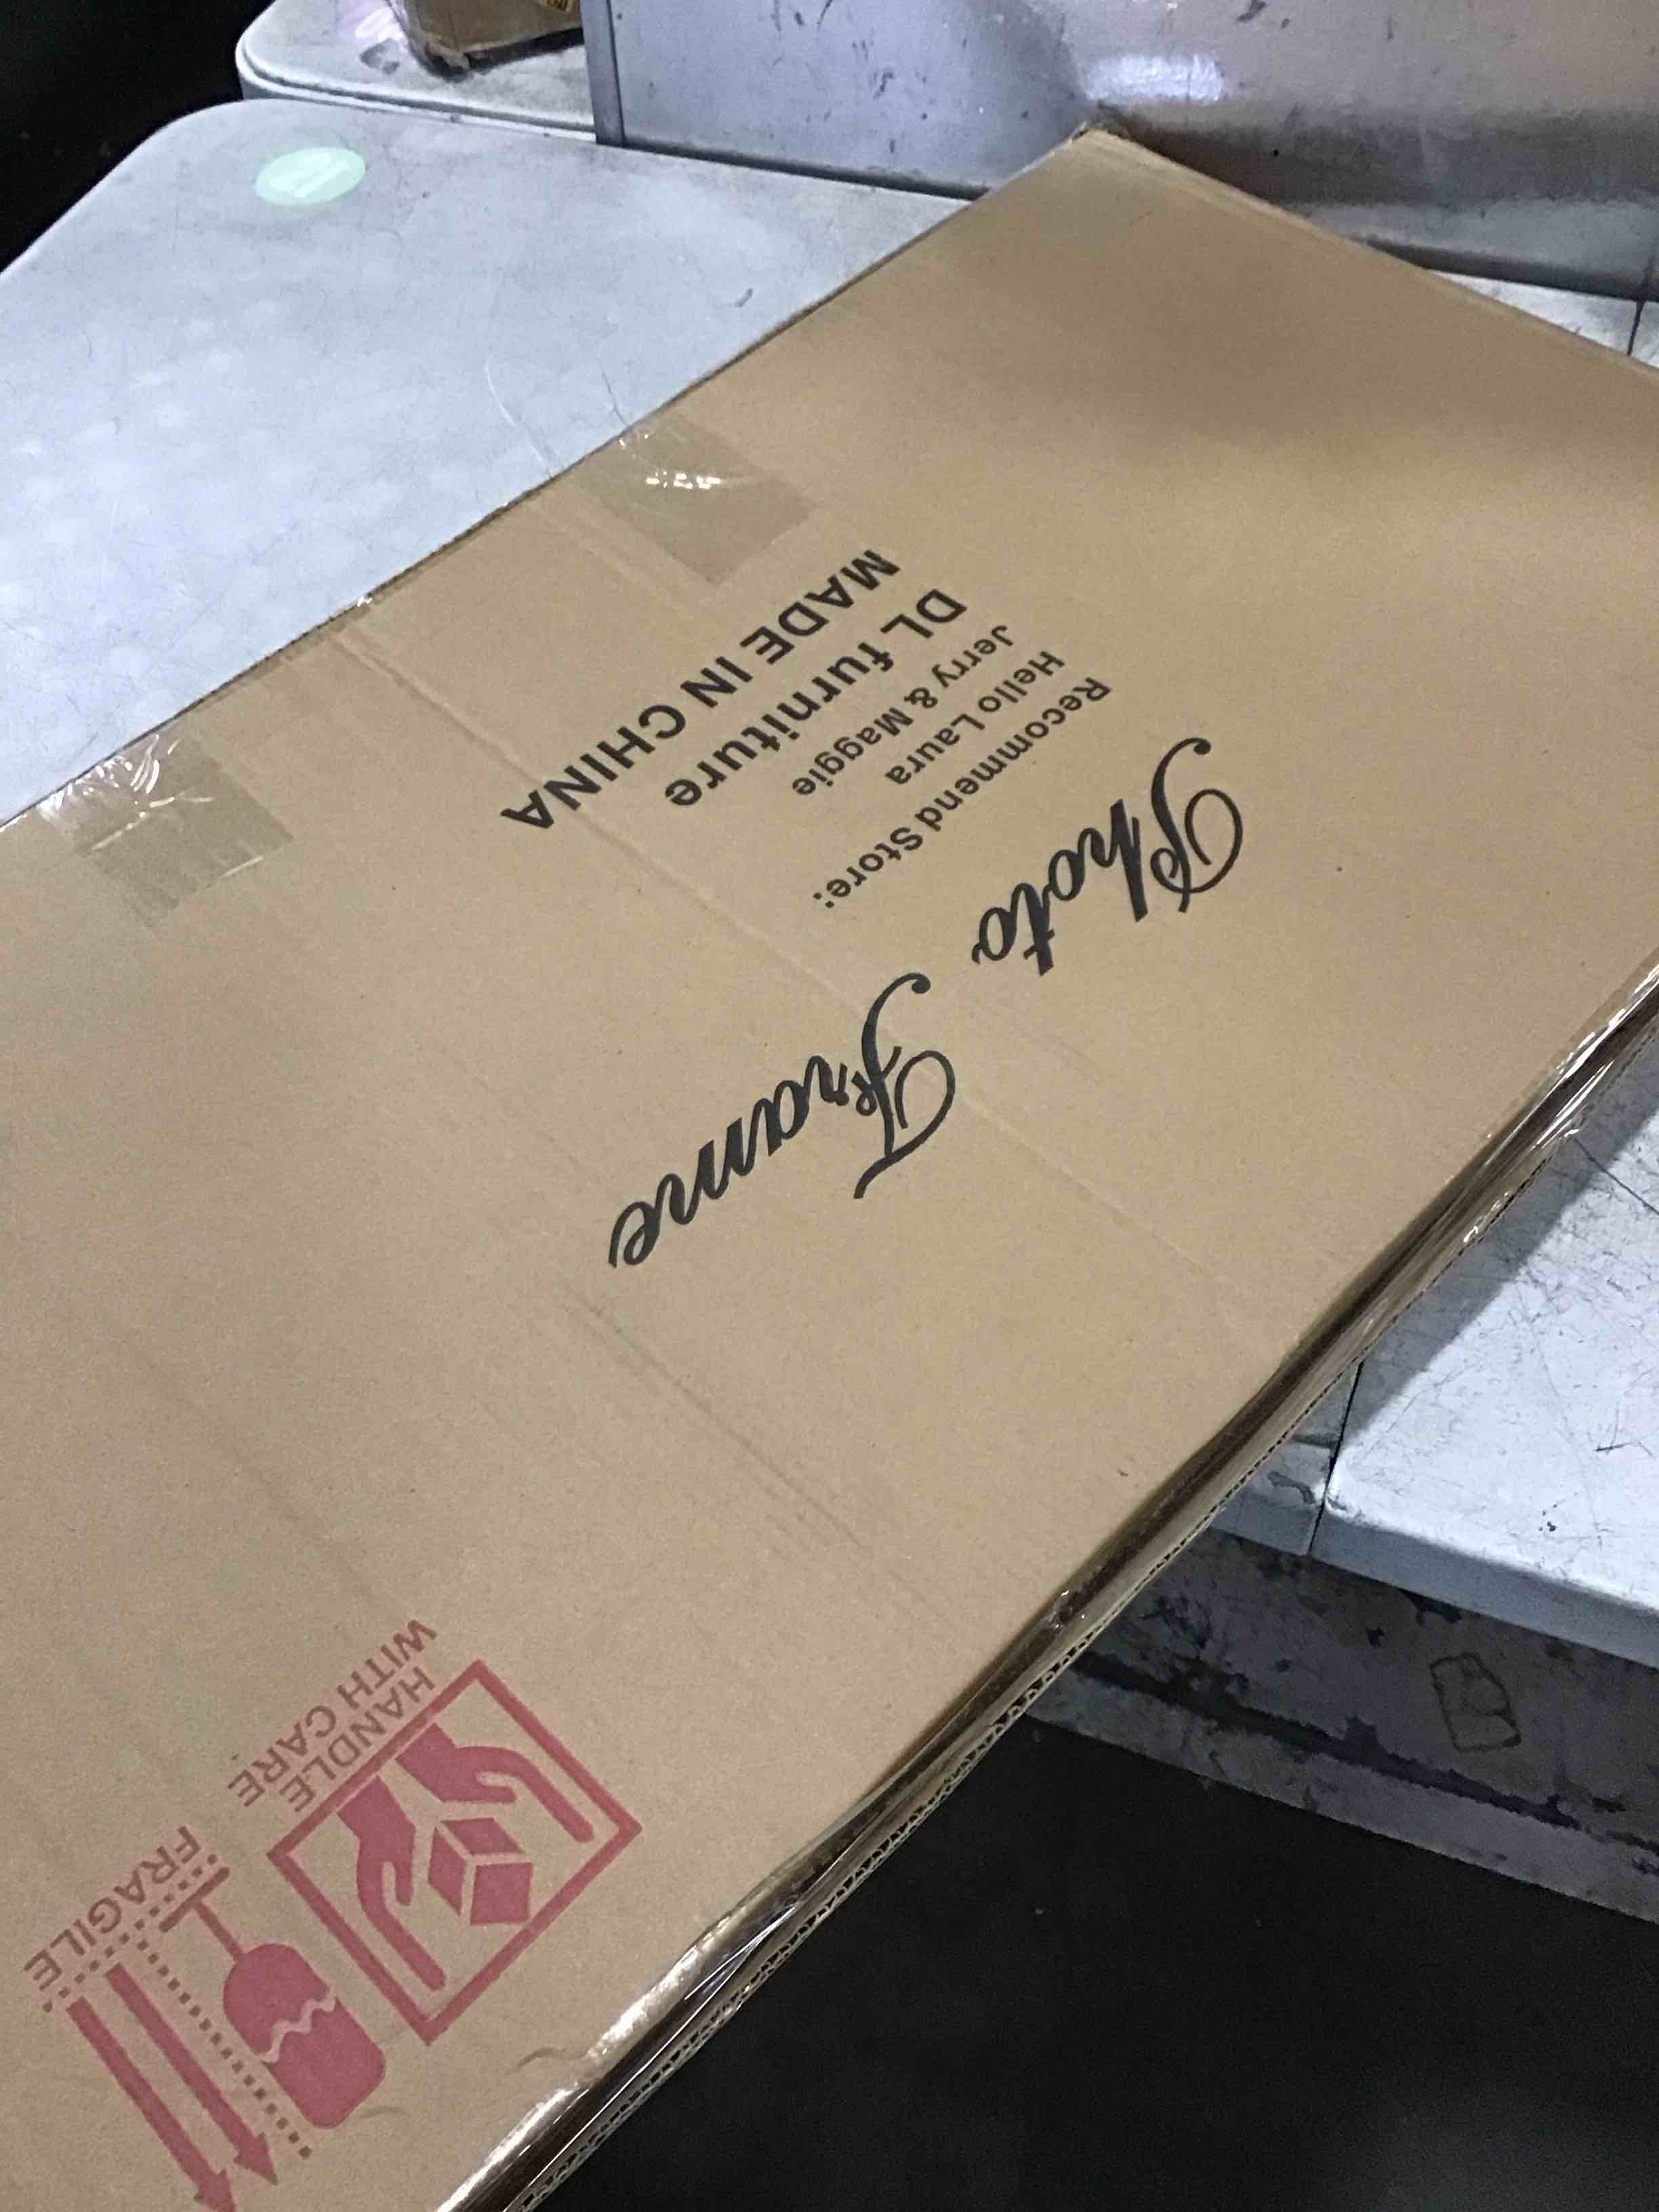 Photo Frame
Recommend Store:
Hello Laura
Jerry & Maggie
DL furniture
MADE IN CHINA
HANDLE
WITH CARE
FRAGILE